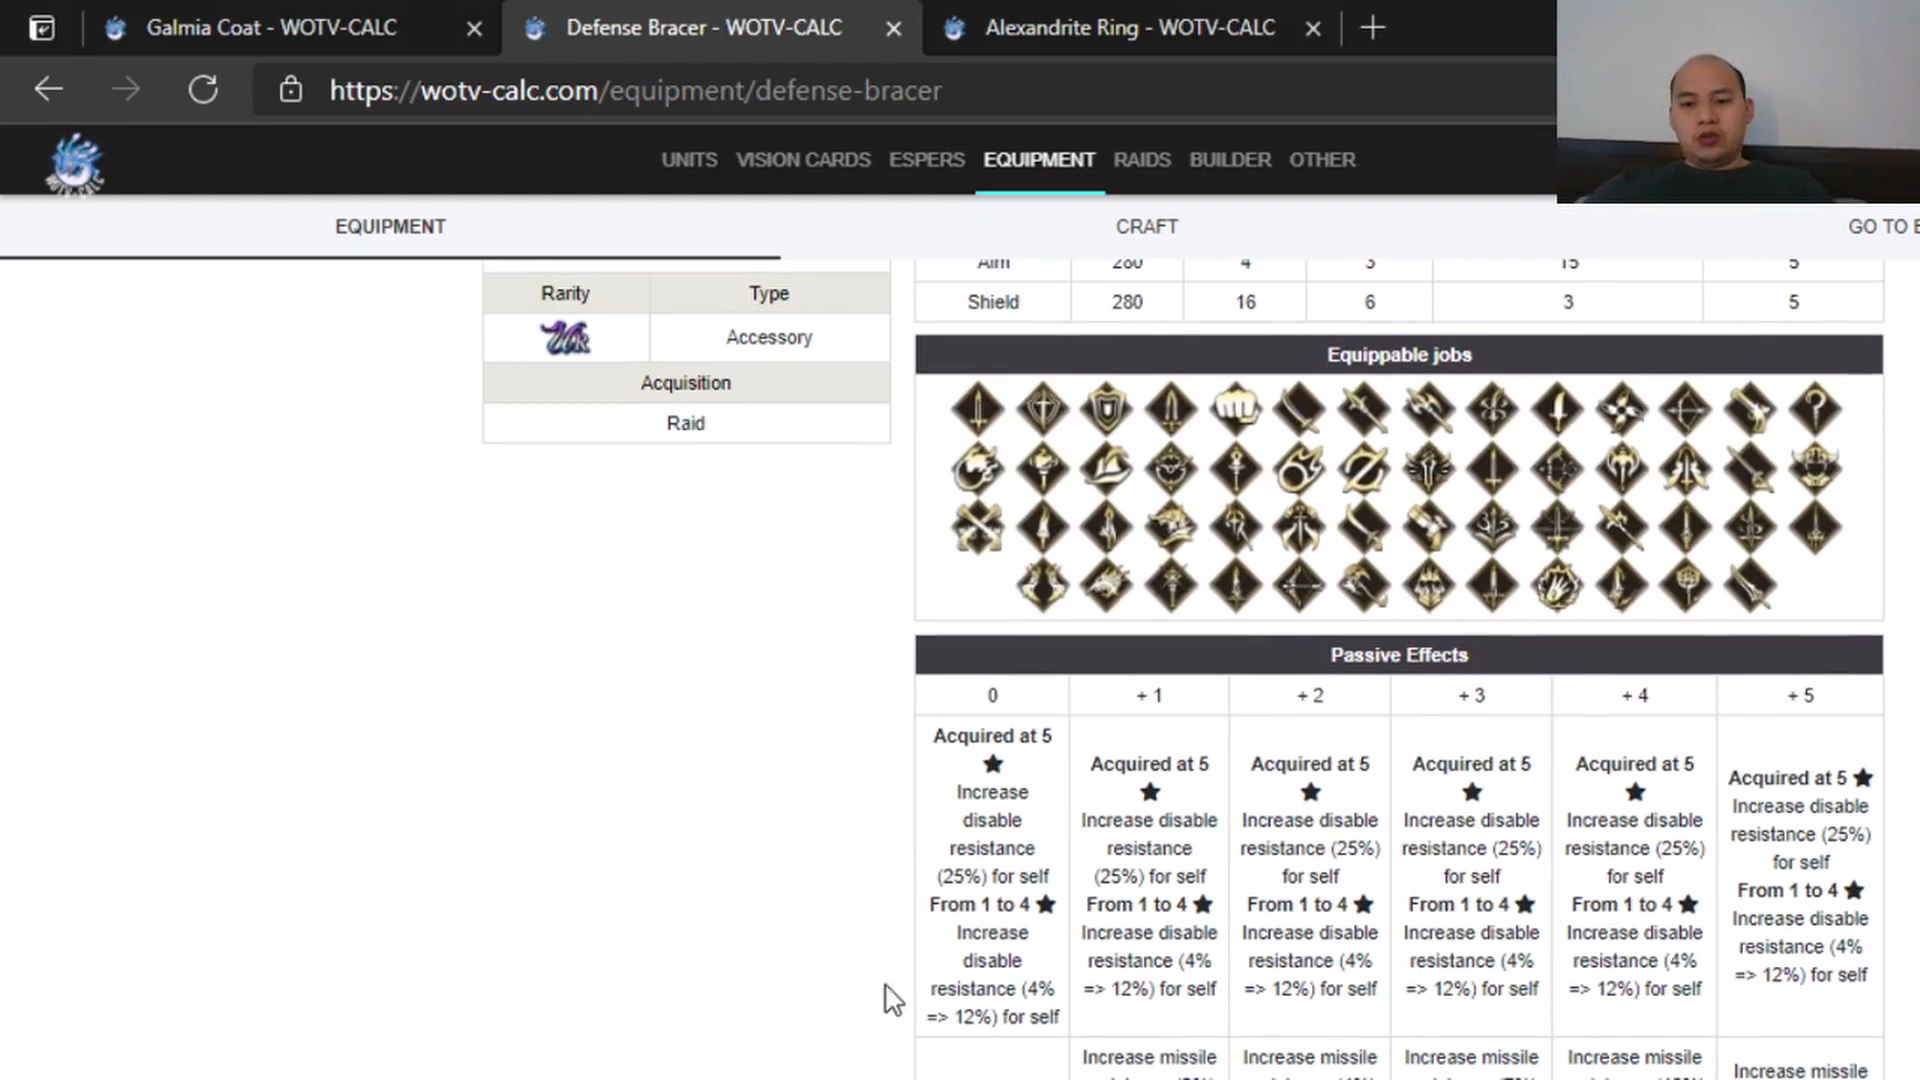 Galmia Coat - WOTV-CALC
Defense Bracer - WOTV-CALC
Alexandrite Ring - WOTV-CALC
https://wotv-calc.com/equipment/defense-bracer
WOTV-CALC
UNITS VISION CARDS ESPERS EQUIPMENT RAIDS BUILDER OTHER
EQUIPMENT CRAFT GO TO
Rarity Type
UR Accessory
Acquisition
Raid
Aim 280 4 3 15 5
Shield 280 16 6 3 5
Equippable jobs
Passive Effects
0 + 1 + 2 + 3 + 4 + 5
Acquired at 5 ★
Increase
disable
resistance
(25%) for self
From 1 to 4 ★
Increase
disable
resistance (4%
=> 12%) for self
Acquired at 5
★
Increase disable
resistance
(25%) for self
From 1 to 4 ★
Increase disable
resistance (4%
=> 12%) for self
Acquired at 5
★
Increase disable
resistance (25%)
for self
From 1 to 4 ★
Increase disable
resistance (4%
=> 12%) for self
Acquired at 5
★
Increase disable
resistance (25%)
for self
From 1 to 4 ★
Increase disable
resistance (4%
=> 12%) for self
Acquired at 5
★
Increase disable
resistance (25%)
for self
From 1 to 4 ★
Increase disable
resistance (4%
=> 12%) for self
Acquired at 5 ★
Increase disable
resistance (25%)
for self
From 1 to 4 ★
Increase disable
resistance (4%
=> 12%) for self
Increase missile
Increase missile
Increase missile
Increase missile
Increase missile